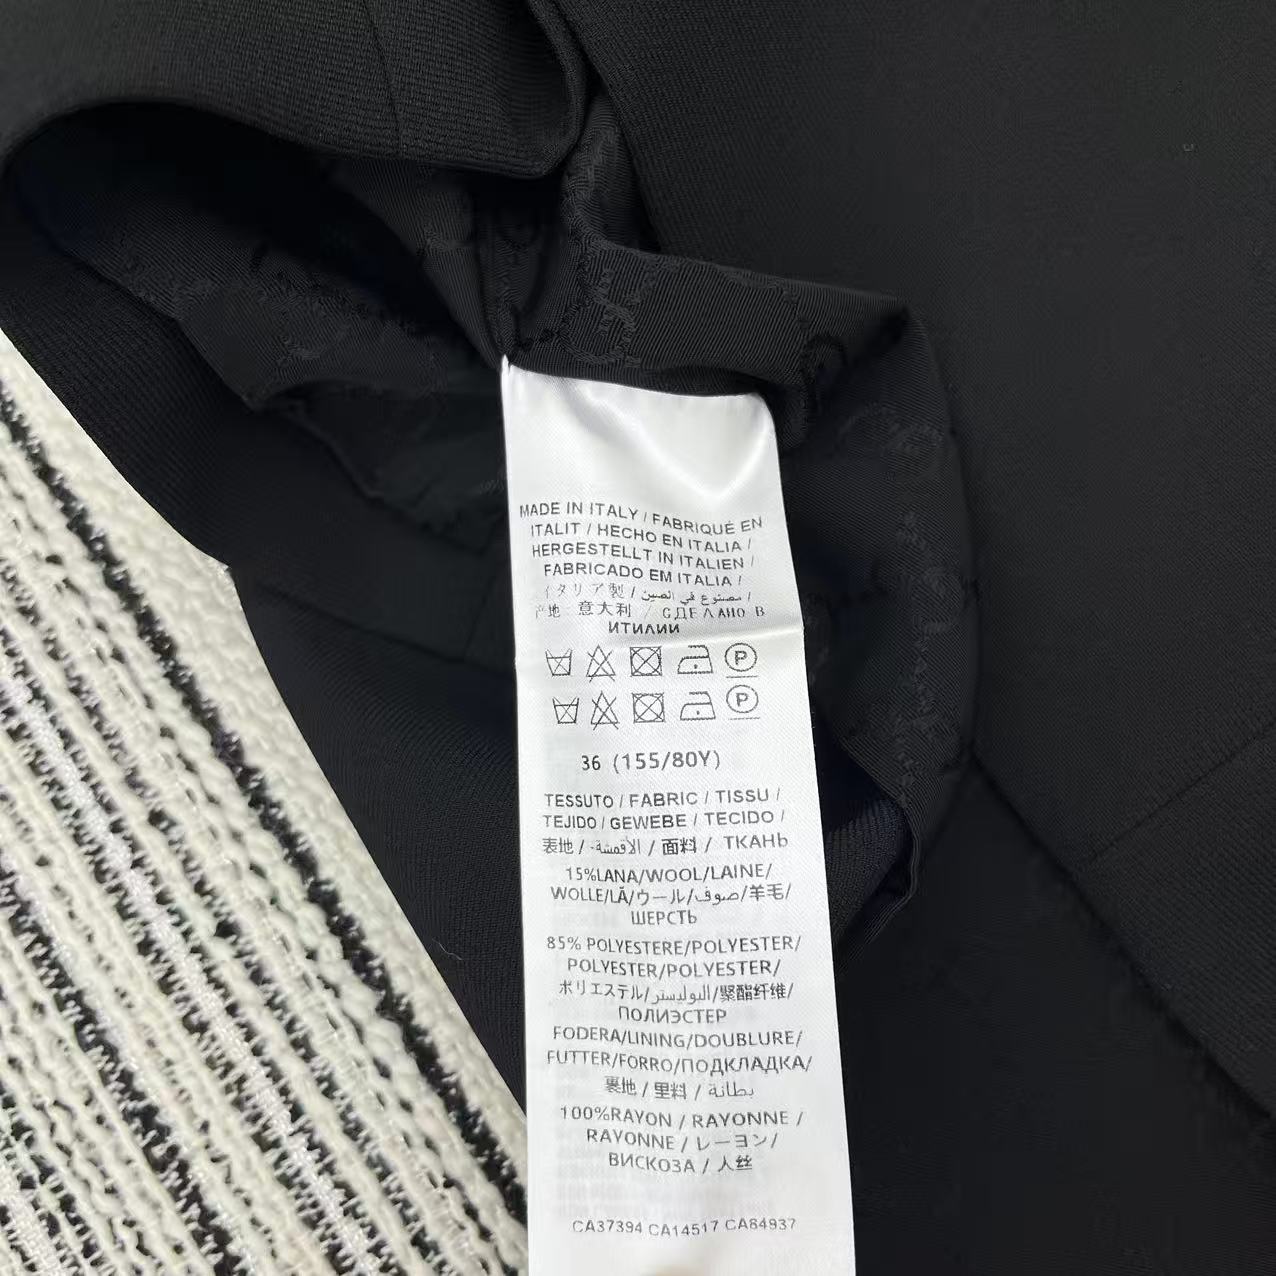 MADE IN ITALY / FABRIQUÉ EN
ITALIT / HECHO EN ITALIA /
HERGESTELLT IN ITALIEN /
FABRICADO EM ITALIA /
イタリア製 / مصنوع في الصين /
产地: 意大利 / СДЕЛАНО В
ИТИЛИИ
P
P
36 (155/80Y)
TESSUTO / FABRIC / TISSU /
TEJIDO / GEWEBE / TECIDO /
表地 / الأقمشة- / 面料 / ТКАНЬ
15%LANA/WOOL/LAINE/
WOLLE/LÃ/ウール/صوف/羊毛/
ШЕРСТЬ
85% POLYESTERE/POLYESTER/
POLYESTER/POLYESTER/
ポリエステル/البوليستر/聚酯纤维/
ПОЛИЭСТЕР
FODERA/LINING/DOUBLURE/
FUTTER/FORRO/ПОДКЛАДКА/
裏地 / 里料 / بطانة
100%RAYON / RAYONNE /
RAYONNE / レーヨン/
ВИСКОЗА / 人丝
CA37394 CA14517 CA84937